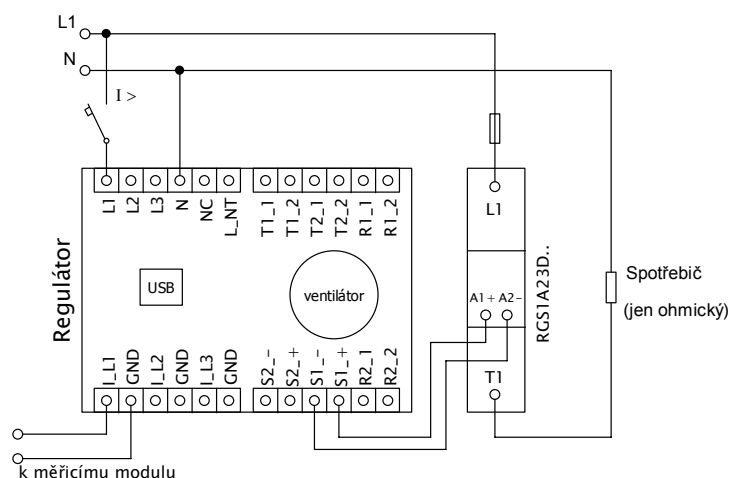 L1
N
I >
L1
L2
L3
N
NC
L_NT
T1_1
T1_2
T2_1
T2_2
R1_1
R1_2
L1
Regulátor
USB
ventilátor
A1+ A2-
RGS1A23D..
Spotřebič
(jen ohmický)
I_L1
GND
I_L2
GND
I_L3
GND
S2_-
S2_+
S1_-
S1_+
R2_1
R2_2
T1
k měřicímu modulu